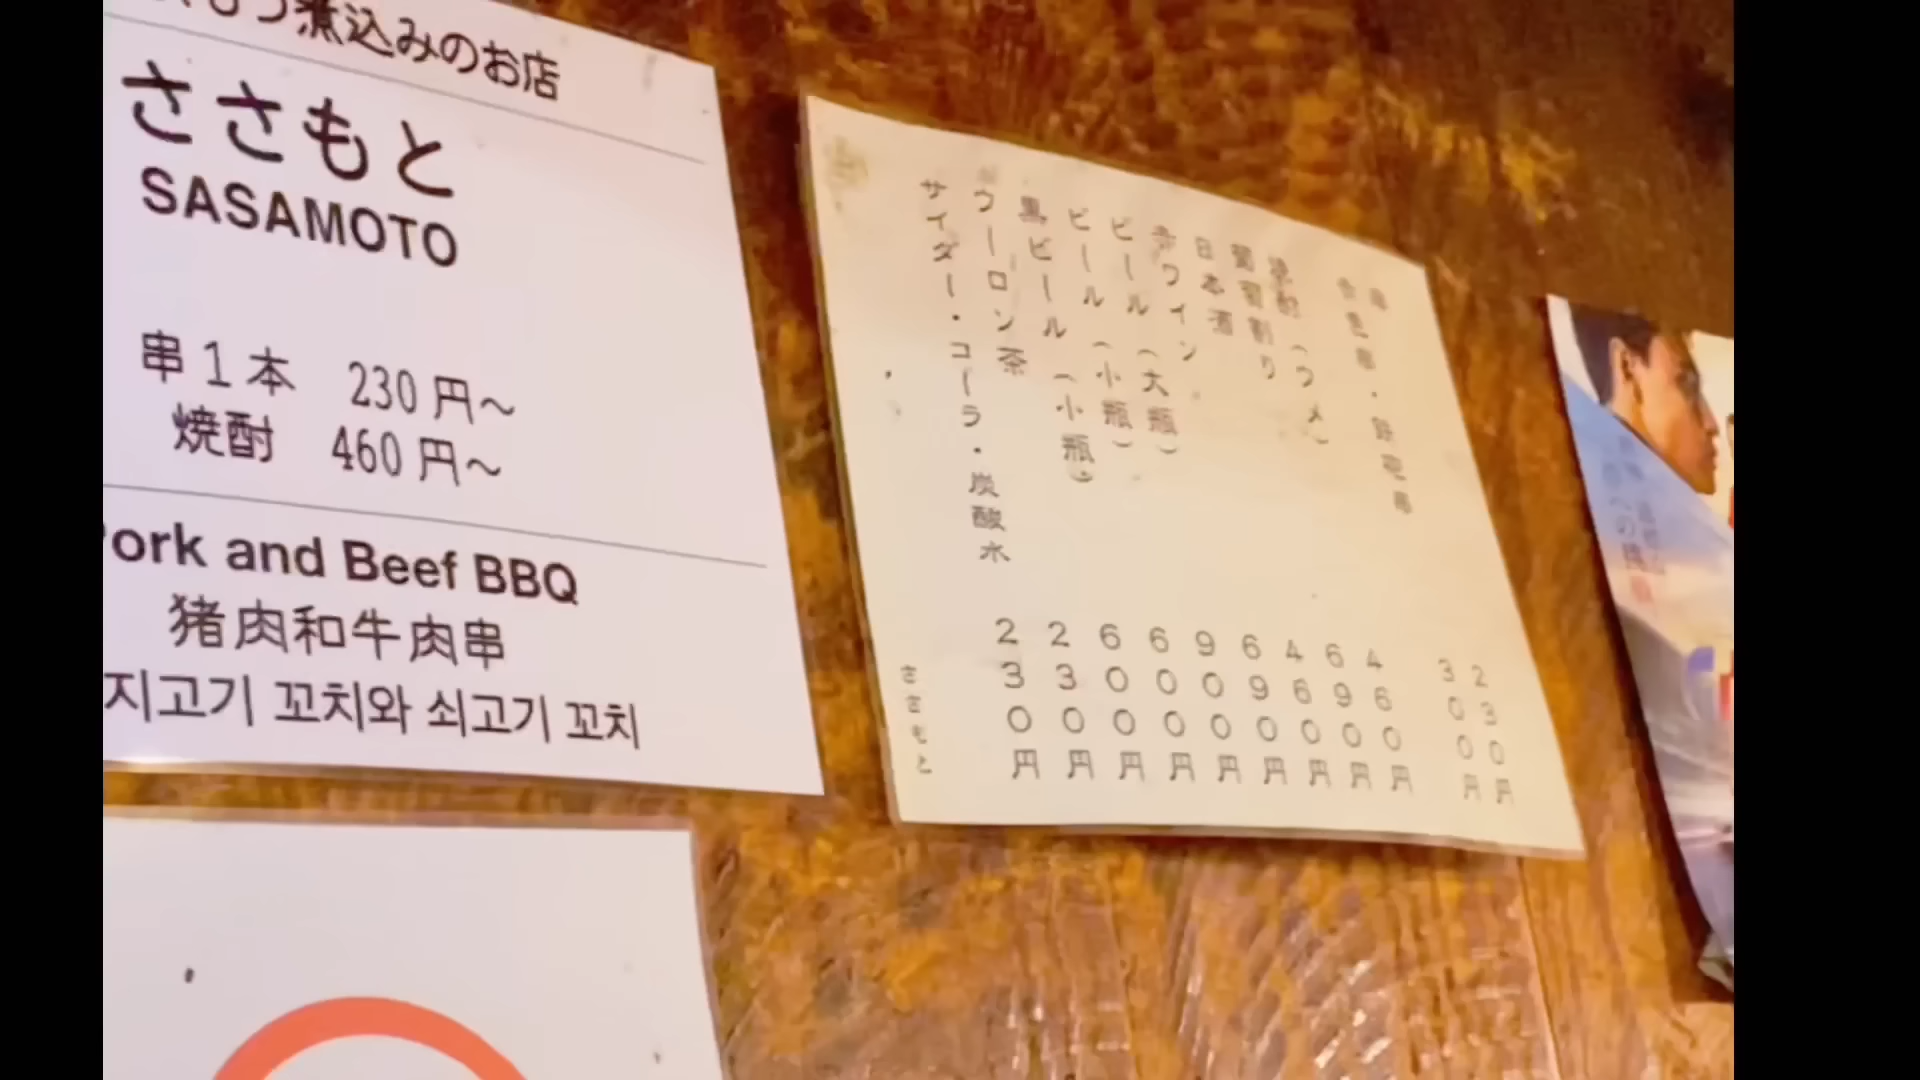 煮込みのお店
ささもと
SASAMOTO
串1本 230円～
焼酎 460円～
ork and Beef BBQ
猪肉和牛肉串
지고기 꼬치와 쇠고기 꼬치
串 230円
300円
焼酎（ウメ） 460円
葡萄割り 690円
日本酒 460円
赤ワイン 690円
ビール（大瓶） 900円
ビール（小瓶） 600円
黒ビール（小瓶） 600円
ウーロン茶 230円
サイダー・コーラ・炭酸水 230円
ささもと